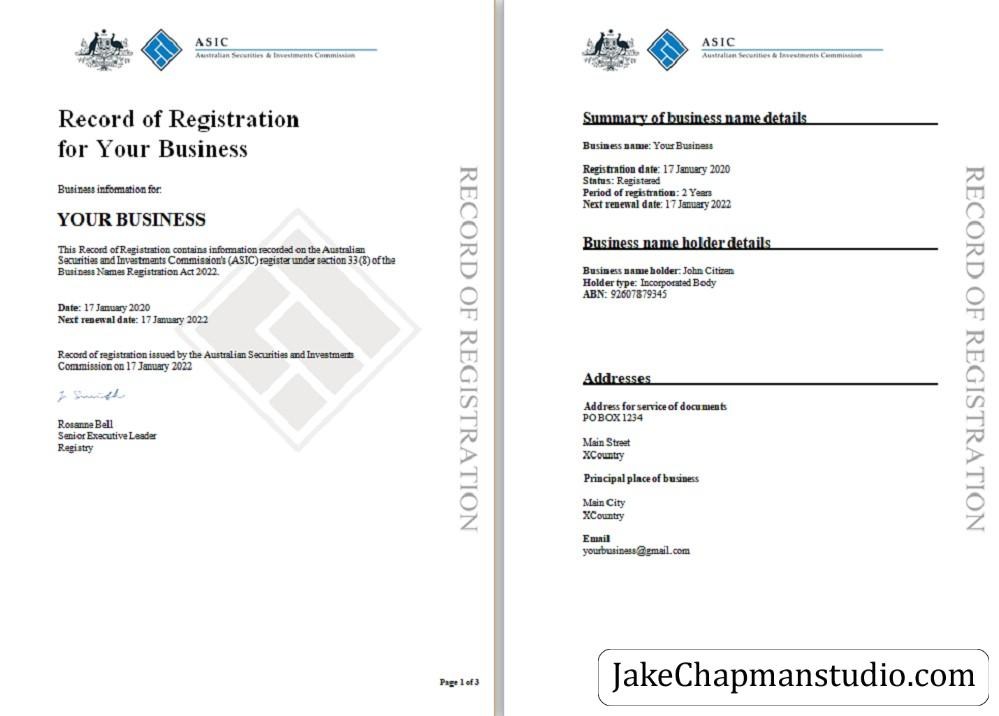 ASIC
Australian Securities & Investments Commission
Record of Registration
for Your Business
Business information for:
YOUR BUSINESS
This Record of Registration contains information recorded on the Australian
Securities and Investments Commission's (ASIC) register under section 33(8) of the
Business Names Registration Act 2022.
Date: 17 January 2020
Next renewal date: 17 January 2022
Record of registration issued by the Australian Securities and Investments
Commission on 17 January 2022
J Smith
Rosanne Bell
Senior Executive Leader
Registry
RECORD OF REGISTRATION
Page 1 of 3
ASIC
Australian Securities & Investments Commission
Summary of business name details
Business name: Your Business
Registration date: 17 January 2020
Status: Registered
Period of registration: 2 Years
Next renewal date: 17 January 2022
Business name holder details
Business name holder: John Citizen
Holder type: Incorporated Body
ABN: 92607879345
Addresses
Address for service of documents
PO BOX 1234
Main Street
XCountry
Principal place of business
Main City
XCountry
Email
yourbusiness@gmail.com
RECORD OF REGISTRATION
JakeChapmanstudio.com